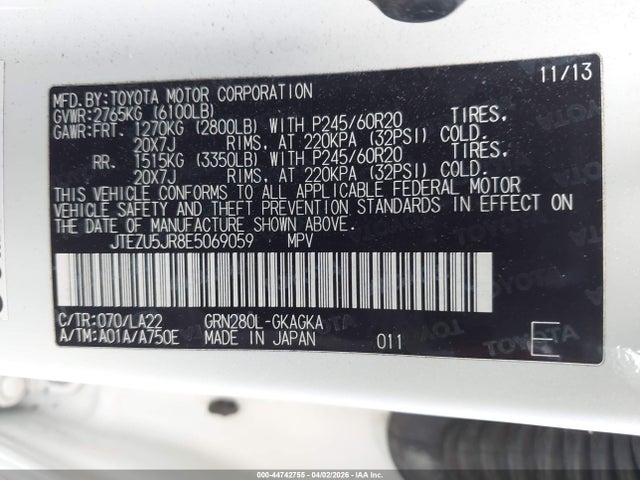 11/13
MFD.BY:TOYOTA MOTOR CORPORATION
GVWR:2765KG (6100LB)
GAWR:FRT. 1270KG (2800LB) WITH P245/60R20 TIRES.
20X7J RIMS. AT 220KPA (32PSI) COLD.
RR. 1515KG (3350LB) WITH P245/60R20 TIRES.
20X7J RIMS. AT 220KPA (32PSI) COLD.
THIS VEHICLE CONFORMS TO ALL APPLICABLE FEDERAL MOTOR
VEHICLE SAFETY AND THEFT PREVENTION STANDARDS IN EFFECT ON
THE DATE OF MANUFACTURE SHOWN ABOVE.
JTEZU5JR8E5069059 MPV
C/TR:070/LA22 GRN280L-GKAGKA
A/TM:A01A/A750E MADE IN JAPAN 011 E
000-44742755 - 04/02/2026 - IAAI.COM